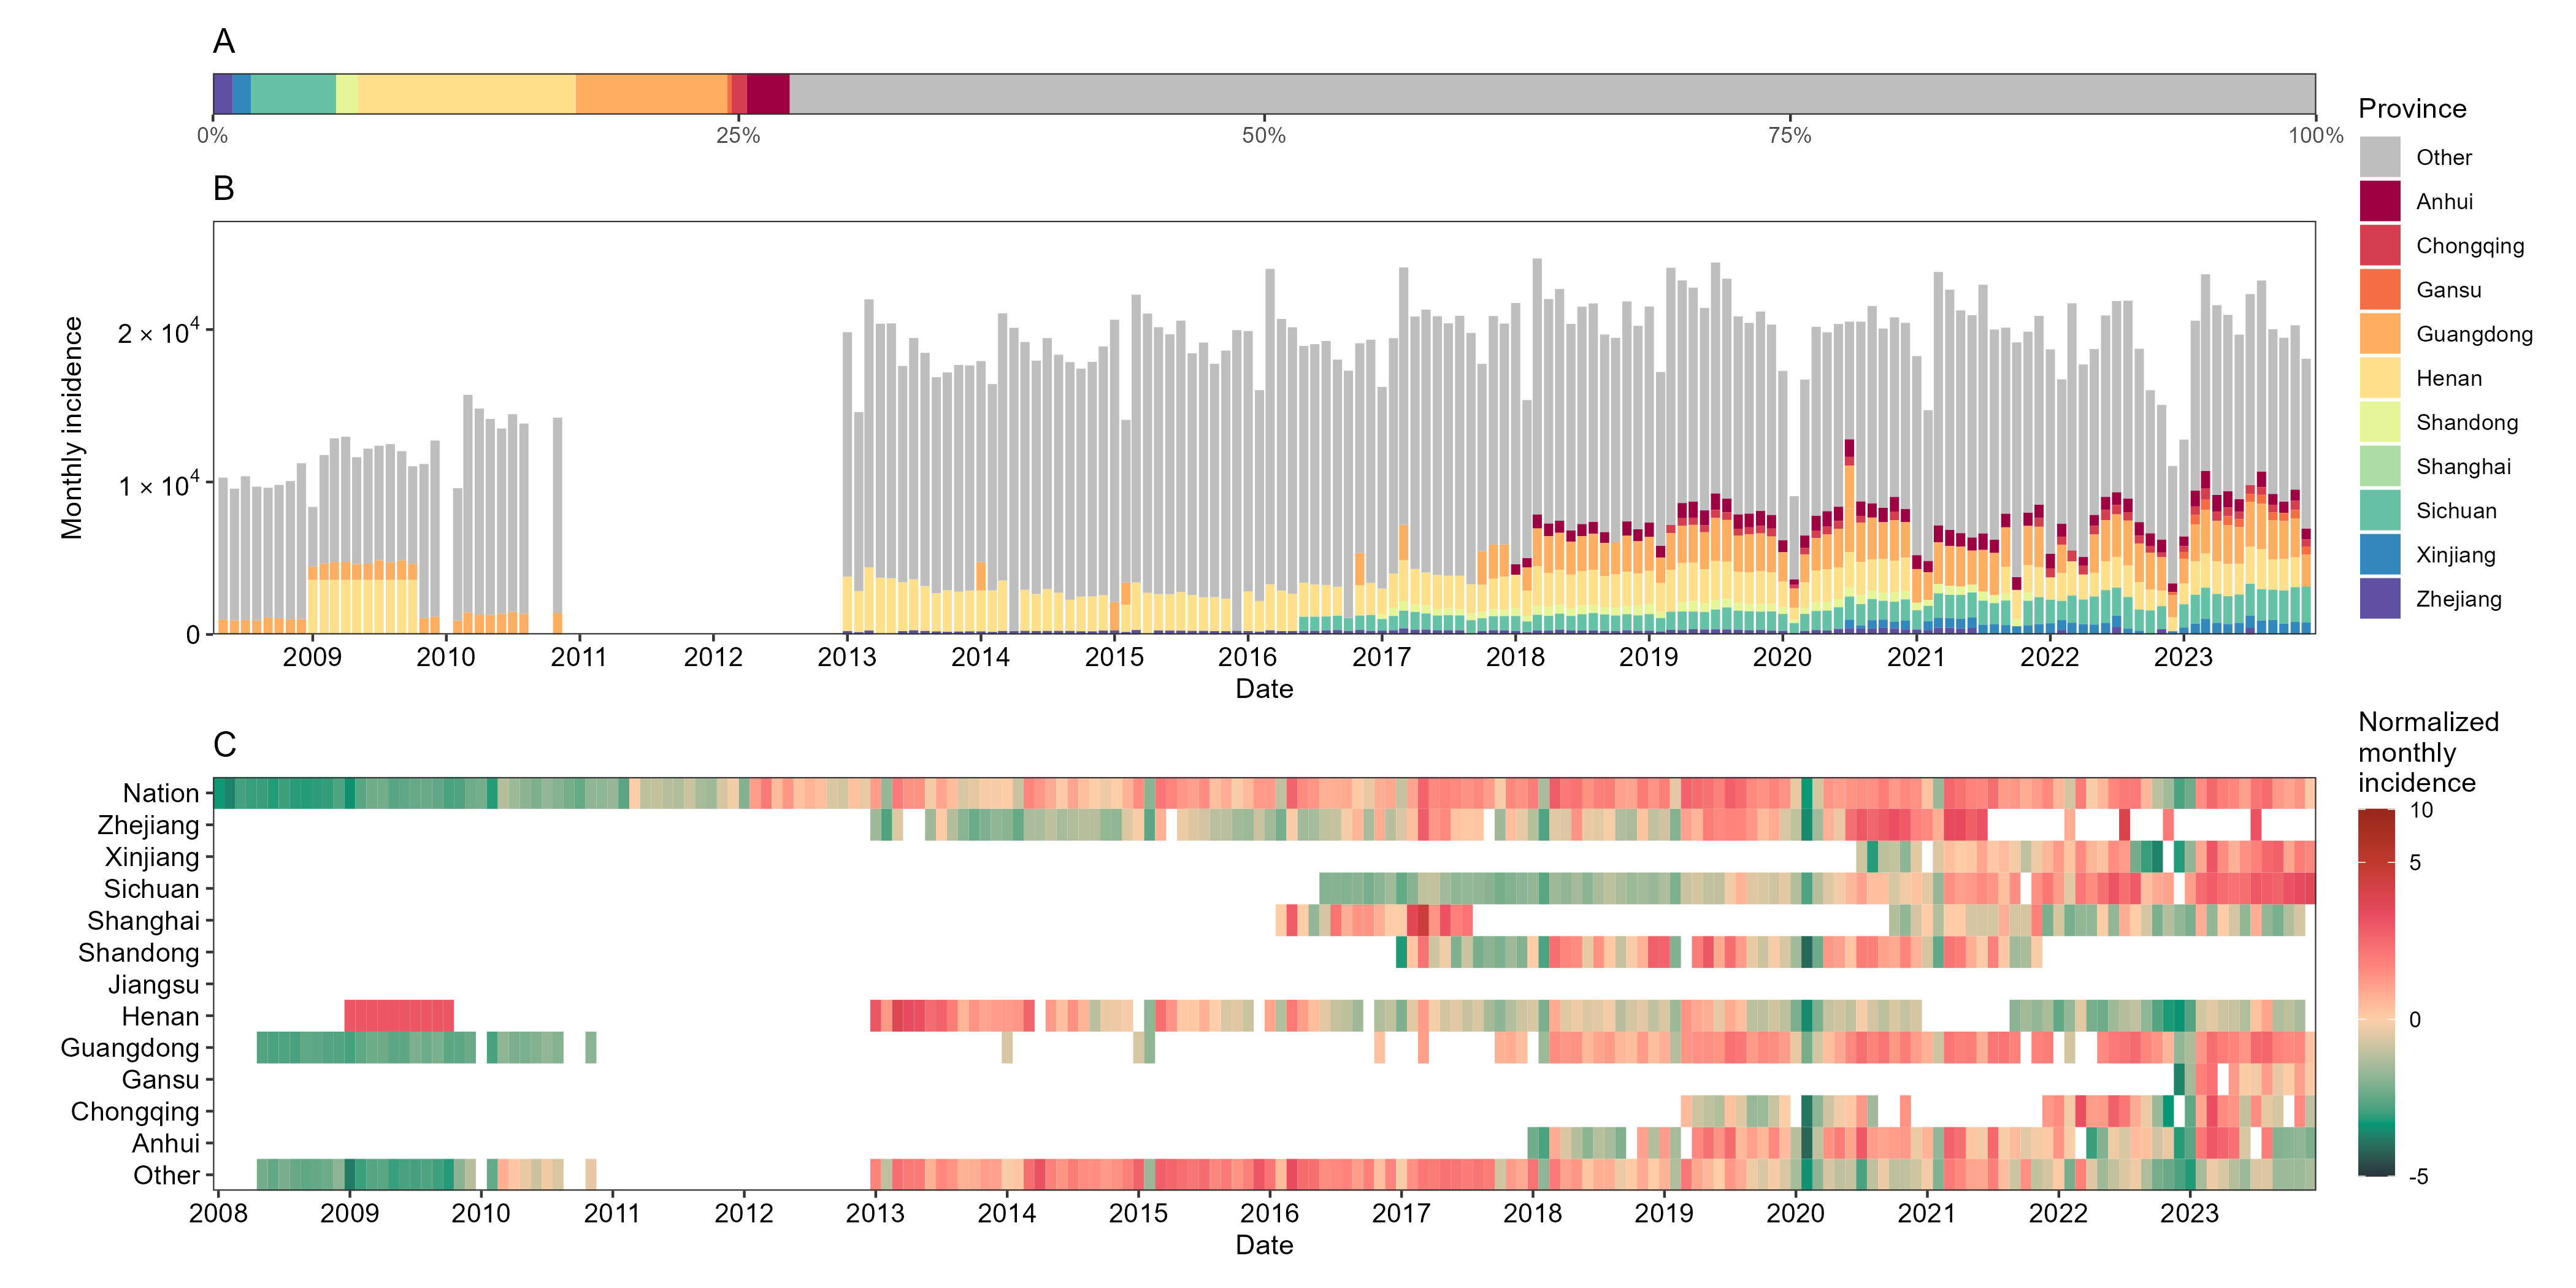 A
0%
25%
50%
75%
100%
B
Monthly incidence
2 × 10⁴
1 × 10⁴
0
2009
2010
2011
2012
2013
2014
2015
2016
2017
2018
2019
2020
2021
2022
2023
Date
Province
Other
Anhui
Chongqing
Gansu
Guangdong
Henan
Shandong
Shanghai
Sichuan
Xinjiang
Zhejiang
C
Nation
Zhejiang
Xinjiang
Sichuan
Shanghai
Shandong
Jiangsu
Henan
Guangdong
Gansu
Chongqing
Anhui
Other
2008
2009
2010
2011
2012
2013
2014
2015
2016
2017
2018
2019
2020
2021
2022
2023
Date
Normalized
monthly
incidence
10
5
0
-5